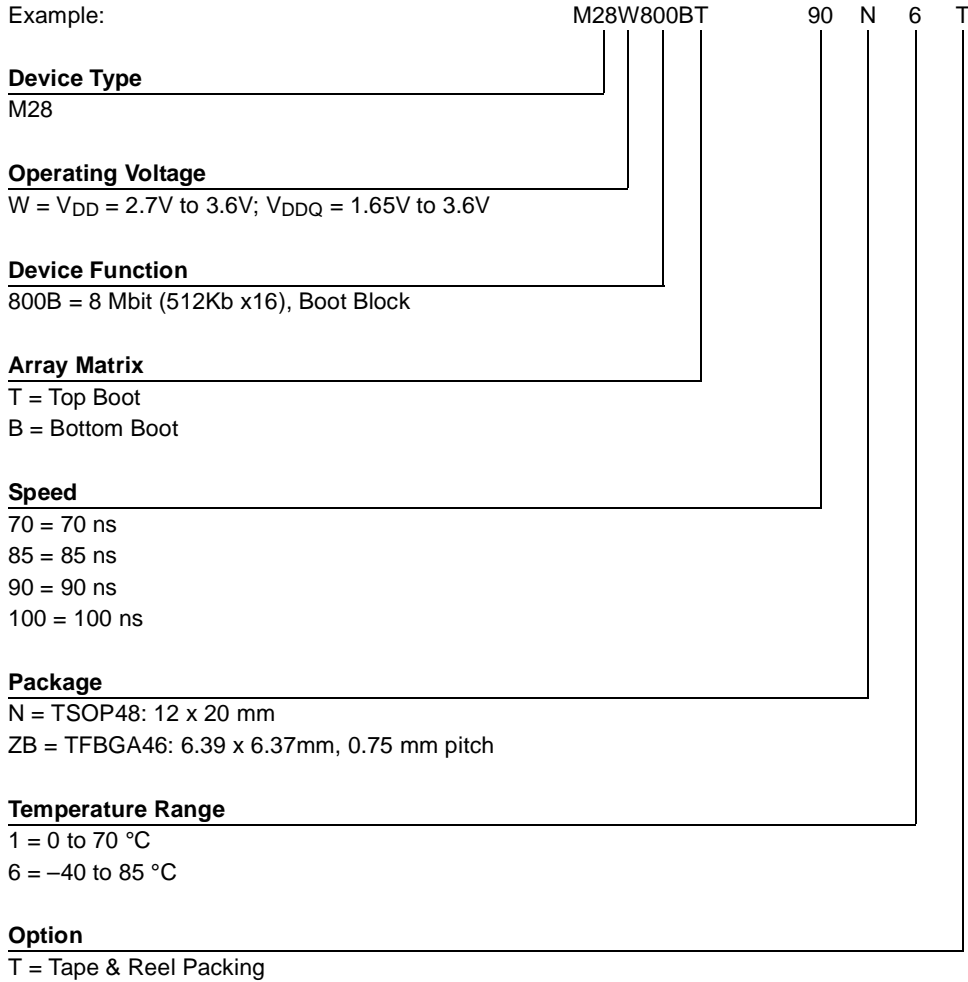 Example: M28W800BT 90 N 6 T
Device Type
M28
Operating Voltage
W = VDD = 2.7V to 3.6V; VDDQ = 1.65V to 3.6V
Device Function
800B = 8 Mbit (512Kb x16), Boot Block
Array Matrix
T = Top Boot
B = Bottom Boot
Speed
70 = 70 ns
85 = 85 ns
90 = 90 ns
100 = 100 ns
Package
N = TSOP48: 12 x 20 mm
ZB = TFBGA46: 6.39 x 6.37mm, 0.75 mm pitch
Temperature Range
1 = 0 to 70 °C
6 = –40 to 85 °C
Option
T = Tape & Reel Packing